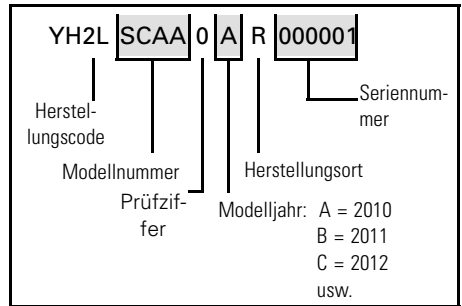 YH2L SCAA 0 A R 000001
Herstel-
lungscode
Seriennum-
mer
Modellnummer
Herstellungsort
Prüfzif-
fer
Modelljahr: A = 2010
B = 2011
C = 2012
usw.